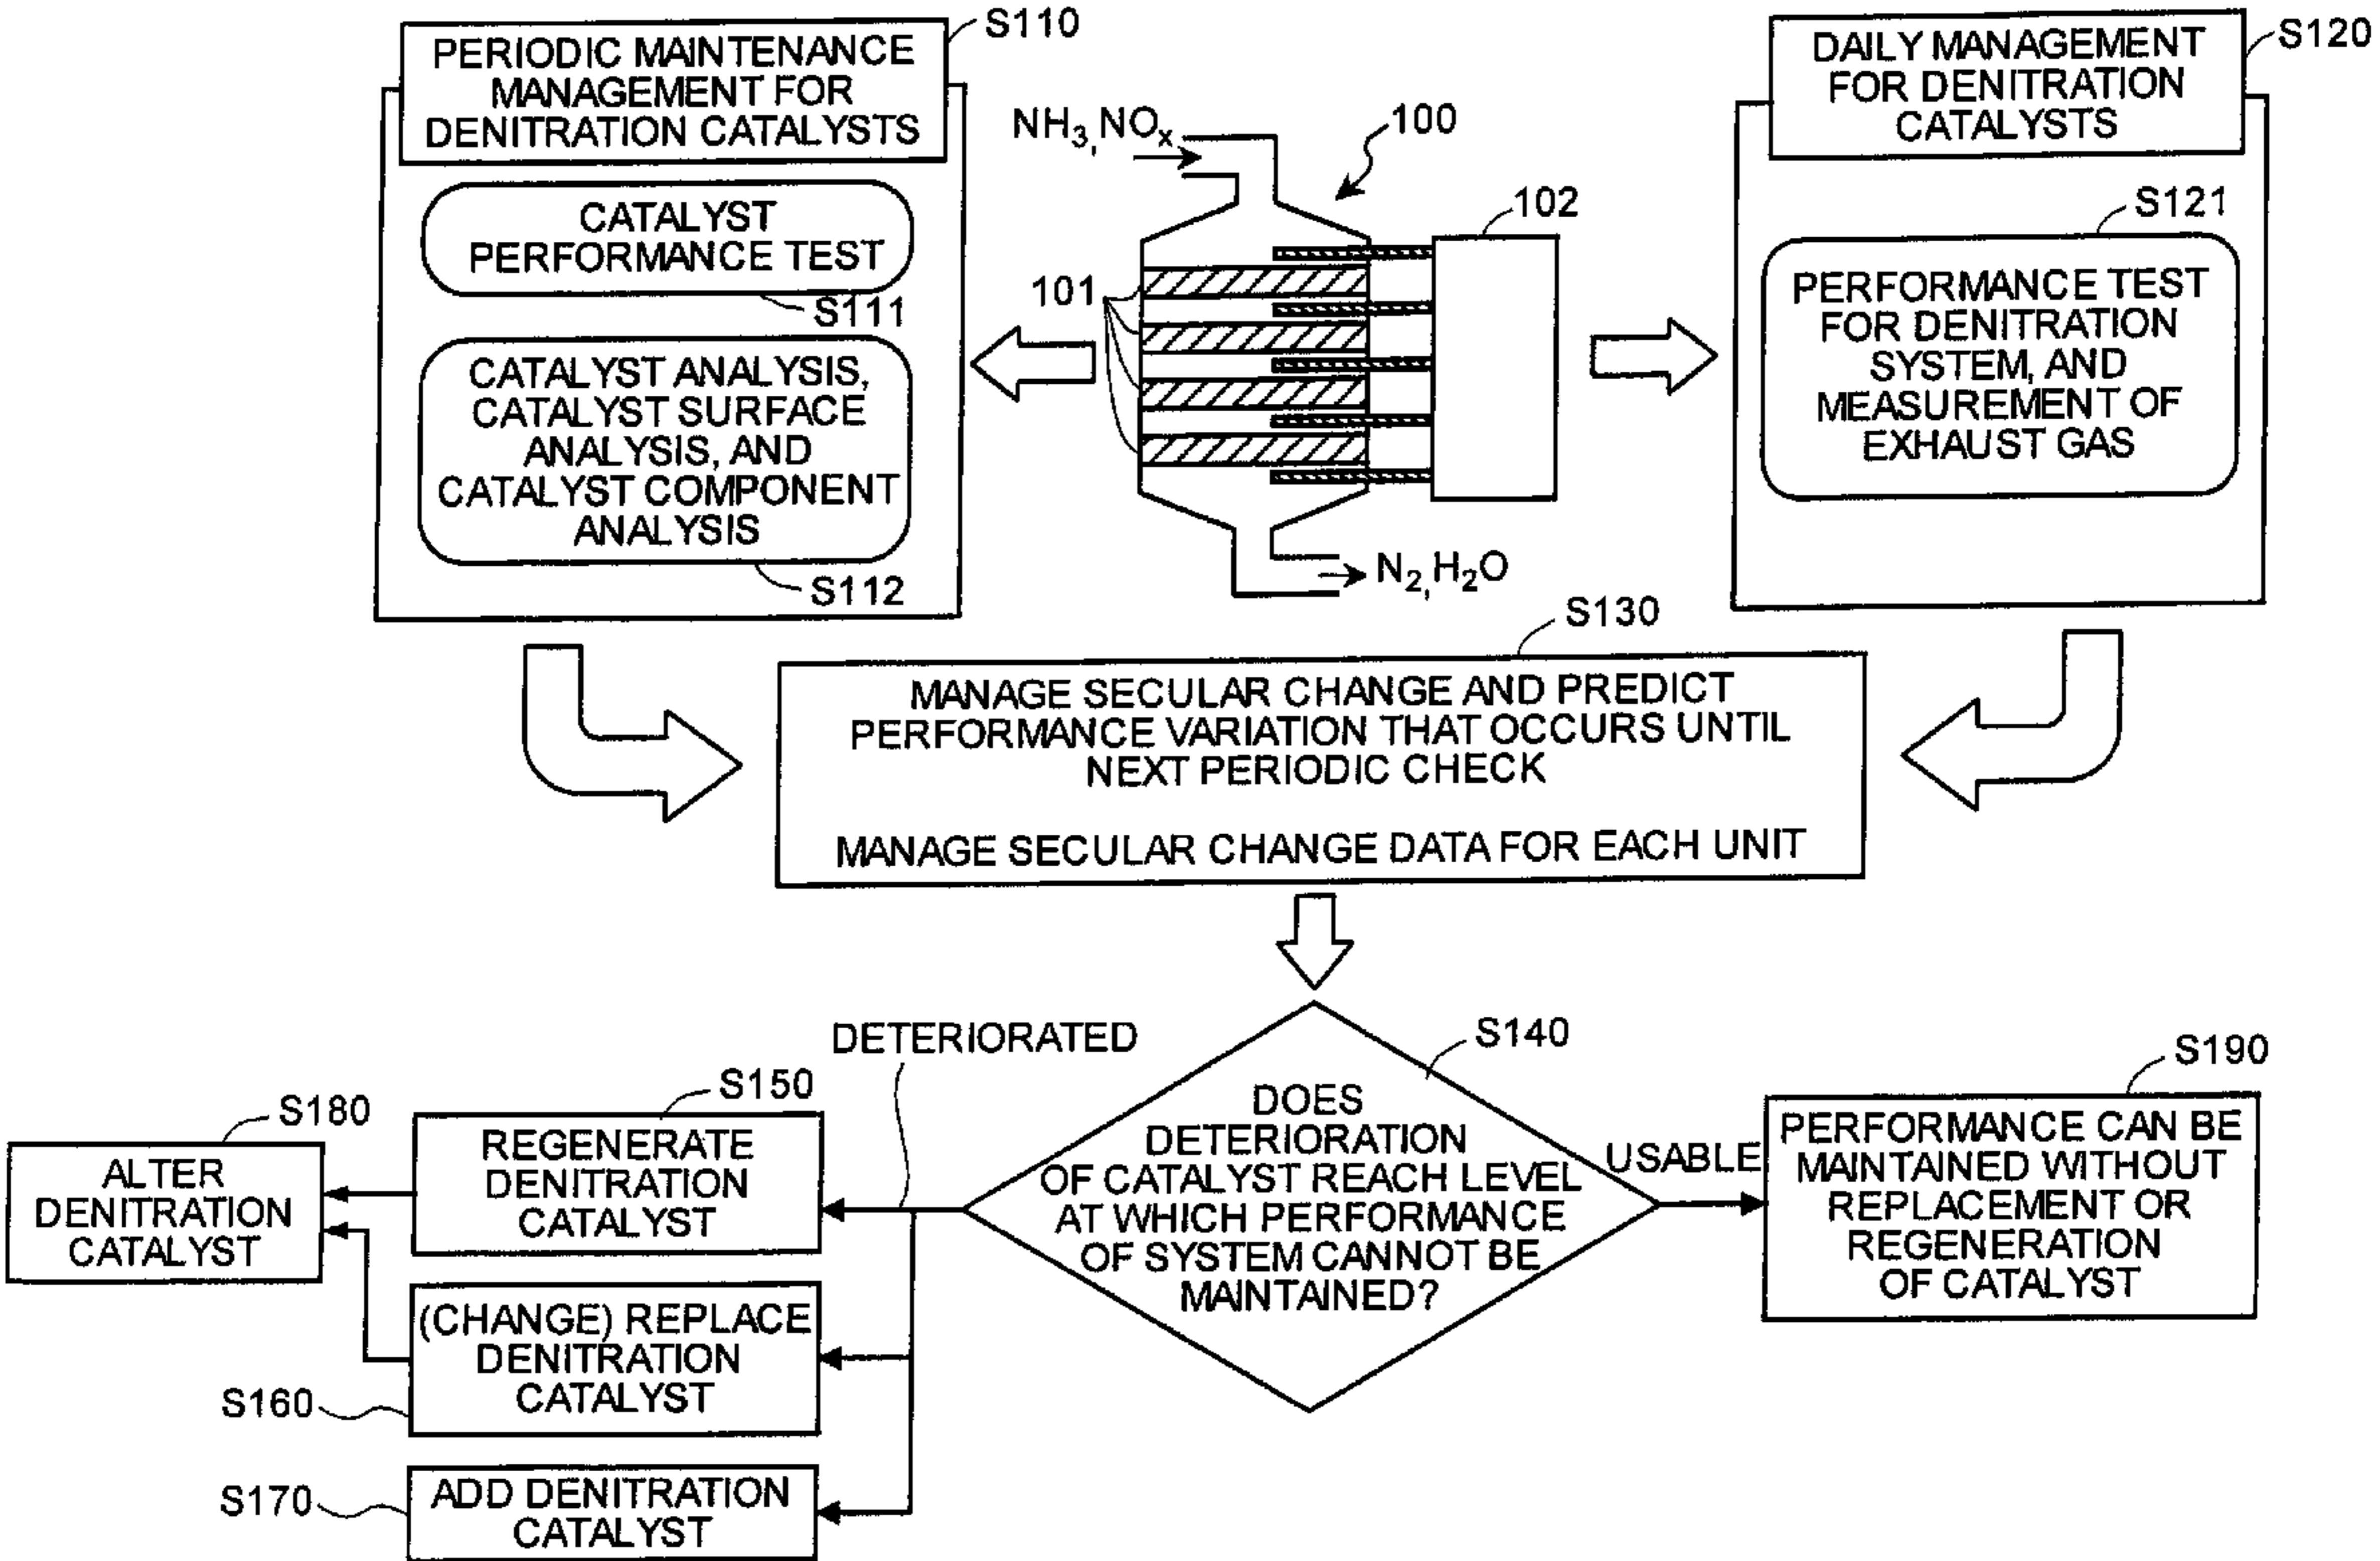 S110
PERIODIC MAINTENANCE
MANAGEMENT FOR
DENITRATION CATALYSTS
CATALYST
PERFORMANCE TEST
S111
CATALYST ANALYSIS,
CATALYST SURFACE
ANALYSIS, AND
CATALYST COMPONENT
ANALYSIS
S112
NH3, NOx
100
102
101
N2, H2O
S120
DAILY MANAGEMENT
FOR DENITRATION
CATALYSTS
S121
PERFORMANCE TEST
FOR DENITRATION
SYSTEM, AND
MEASUREMENT OF
EXHAUST GAS
S130
MANAGE SECULAR CHANGE AND PREDICT
PERFORMANCE VARIATION THAT OCCURS UNTIL
NEXT PERIODIC CHECK
MANAGE SECULAR CHANGE DATA FOR EACH UNIT
S140
DOES
DETERIORATION
OF CATALYST REACH LEVEL
AT WHICH PERFORMANCE
OF SYSTEM CANNOT BE
MAINTAINED?
DETERIORATED
S150
REGENERATE
DENITRATION
CATALYST
S180
ALTER
DENITRATION
CATALYST
(CHANGE) REPLACE
DENITRATION
CATALYST
S160
S170
ADD DENITRATION
CATALYST
USABLE
S190
PERFORMANCE CAN BE
MAINTAINED WITHOUT
REPLACEMENT OR
REGENERATION
OF CATALYST